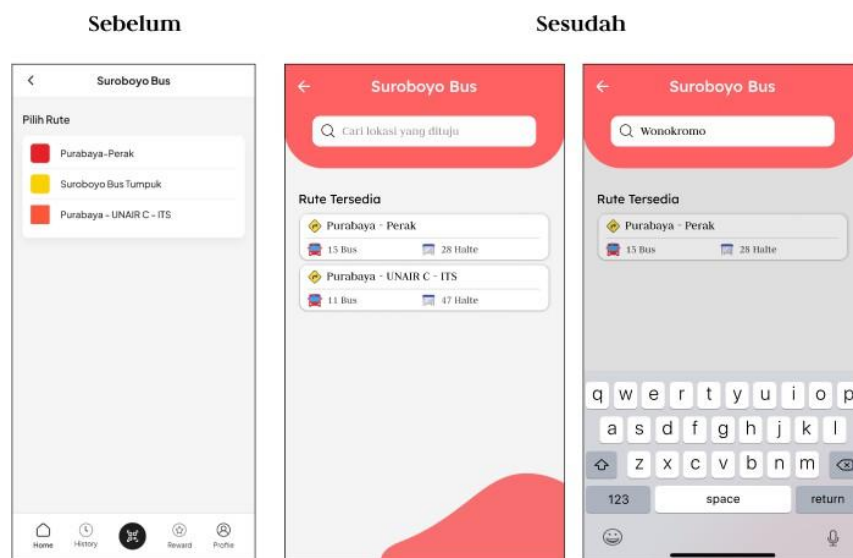 Sebelum
Sesudah
Suroboyo Bus
Pilih Rute
Purabaya-Perak
Suroboyo Bus Tumpuk
Purabaya - UNAIR C - ITS
Home
History
Reward
Profile
Suroboyo Bus
Cari lokasi yang dituju
Rute Tersedia
Purabaya - Perak
15 Bus 28 Halte
Purabaya - UNAIR C - ITS
11 Bus 47 Halte
Suroboyo Bus
Wonokromo
Rute Tersedia
Purabaya - Perak
15 Bus 28 Halte
q w e r t y u i o p
a s d f g h j k l
z x c v b n m
123 space return